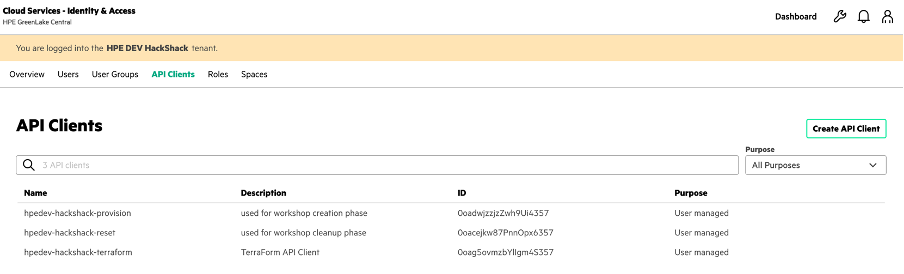 Cloud Services - Identity & Access
HPE GreenLake Central
Dashboard
You are logged into the HPE DEV HackShack tenant.
Overview Users User Groups API Clients Roles Spaces
API Clients
Create API Client
Purpose
3 API clients
All Purposes
Name Description ID Purpose
hpedev-hackshack-provision used for workshop creation phase 0oadwjzzjzZwh9Ui4357 User managed
hpedev-hackshack-reset used for workshop cleanup phase 0oacejkw87PnnOpx6357 User managed
hpedev-hackshack-terraform TerraForm API Client 0oag5ovmzbYllgm4S357 User managed